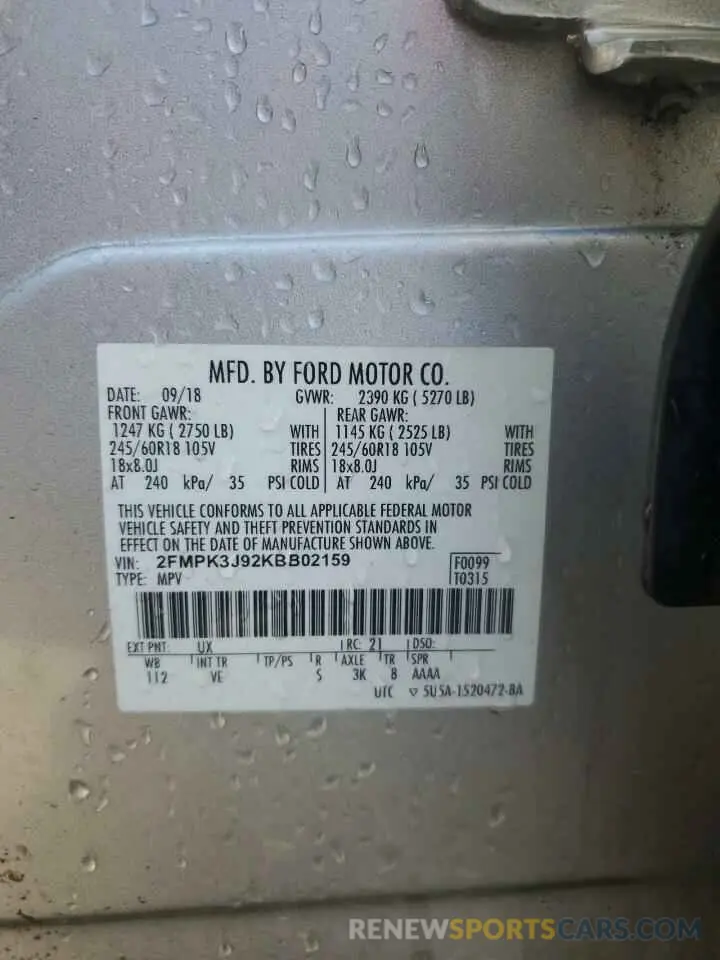 MFD. BY FORD MOTOR CO.
DATE: 09/18 GVWR: 2390 KG ( 5270 LB)
FRONT GAWR: REAR GAWR:
1247 KG ( 2750 LB) WITH 1145 KG ( 2525 LB) WITH
245/60R18 105V TIRES 245/60R18 105V TIRES
18x8.0J RIMS 18x8.0J RIMS
AT 240 kPa/ 35 PSI COLD AT 240 kPa/ 35 PSI COLD
THIS VEHICLE CONFORMS TO ALL APPLICABLE FEDERAL MOTOR
VEHICLE SAFETY AND THEFT PREVENTION STANDARDS IN
EFFECT ON THE DATE OF MANUFACTURE SHOWN ABOVE.
VIN: 2FMPK3J92KBB02159 F0099
TYPE: MPV T0315
EXT PNT: UX RC: 21 DSO:
WB INT TR TP/PS R AXLE TR SPR
112 VE S 3K 8 AAAA
UTC ▽ 5U5A-1520472-BA
RENEWSPORTSCARS.COM